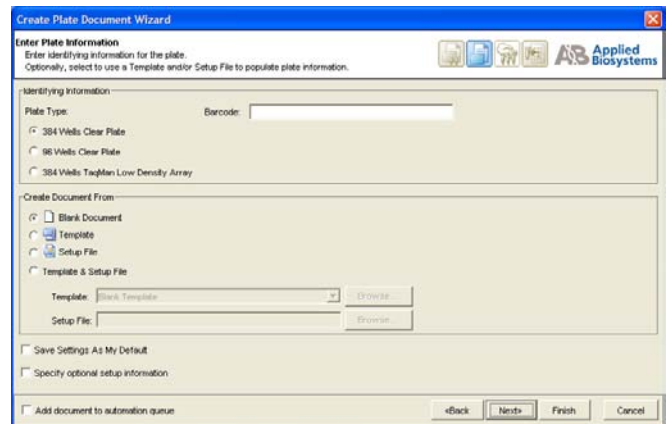 Create Plate Document Wizard
Enter Plate Information
Enter identifying information for the plate.
Optionally, select to use a Template and/or Setup File to populate plate information.
AB Applied
Biosystems
Identifying Information
Plate Type:
Barcode:
384 Wells Clear Plate
96 Wells Clear Plate
384 Wells TaqMan Low Density Array
Create Document From
Blank Document
Template
Setup File
Template & Setup File
Template: Blank Template Browse...
Setup File: Browse...
Save Settings As My Default
Specify optional setup information
Add document to automation queue
<Back Next> Finish Cancel